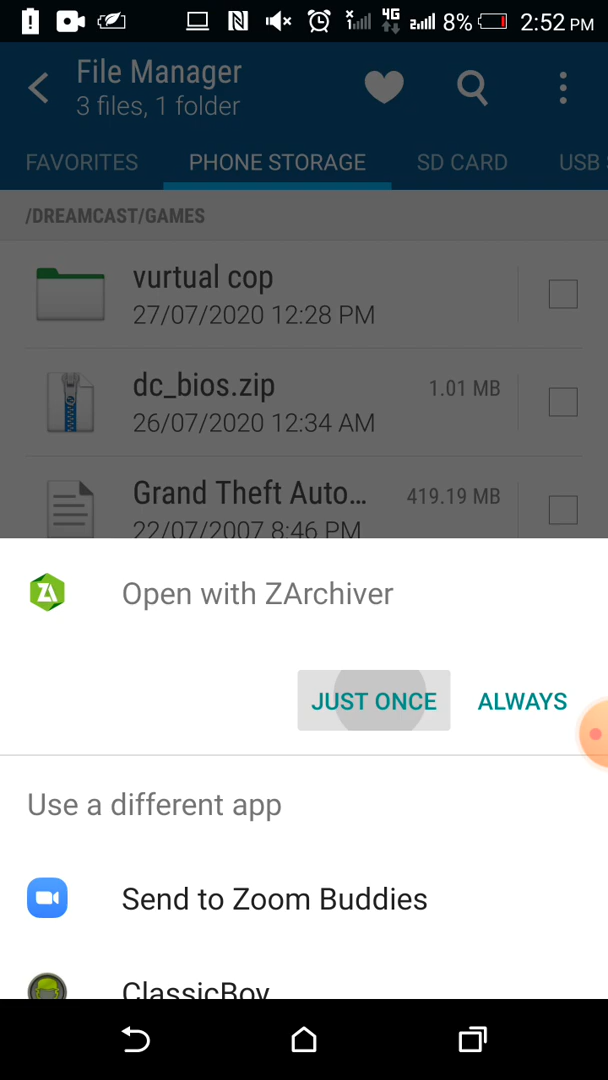 4G 8% 2:52 PM
File Manager
3 files, 1 folder
FAVORITES PHONE STORAGE SD CARD USB
/DREAMCAST/GAMES
vurtual cop
27/07/2020 12:28 PM
dc_bios.zip 1.01 MB
26/07/2020 12:34 AM
Grand Theft Auto... 419.19 MB
22/07/2007 8:46 PM
Open with ZArchiver
JUST ONCE ALWAYS
Use a different app
Send to Zoom Buddies
ClassicBoy